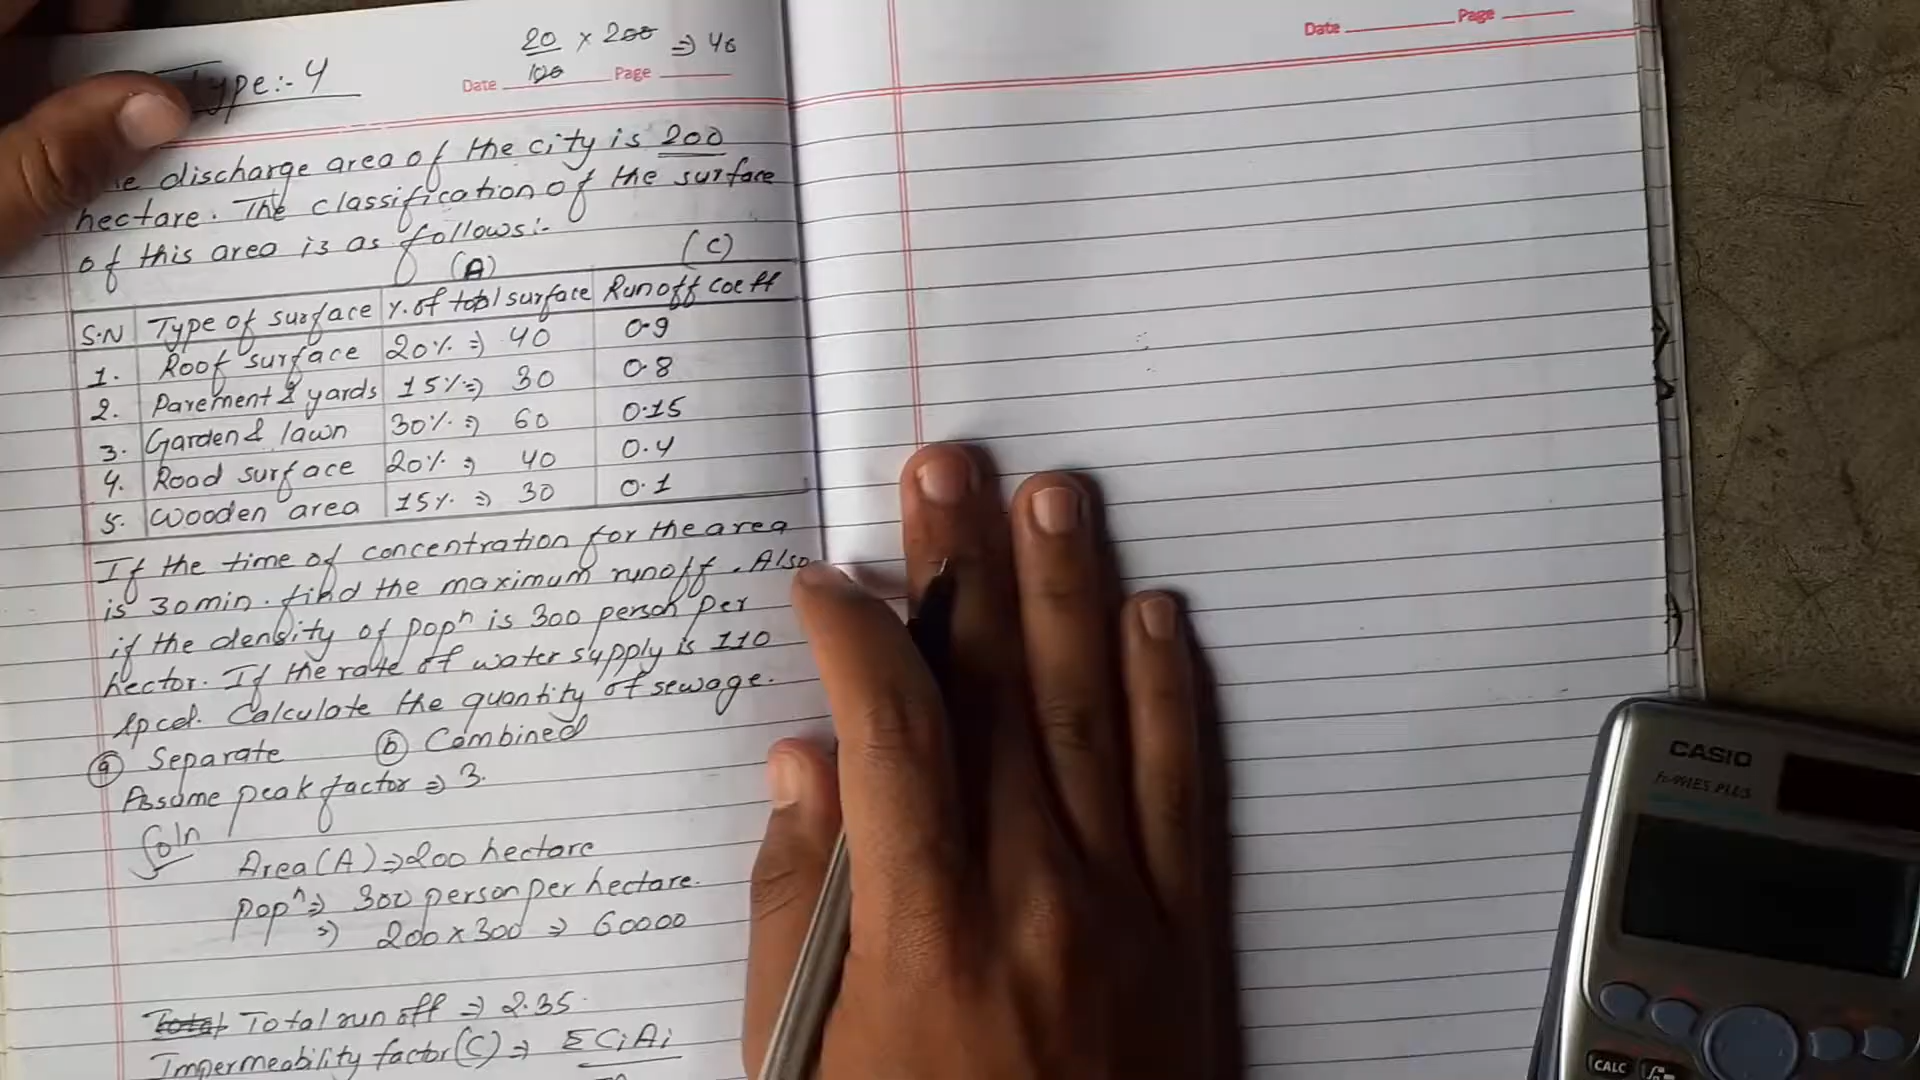 ype:- 4
20/100 × 200 ⇒ 40
Date Page
discharge area of the city is 200
hectare. The classification of the surface
of this area is as follows:-
(A) (C)
S.N Type of surface %. of total surface Runoff coeff
1. Roof surface 20% ⇒ 40 0.9
2. Pavement & yards 15% ⇒ 30 0.8
3. Garden & lawn 30% ⇒ 60 0.15
4. Road surface 20% ⇒ 40 0.4
5. Wooden area 15% ⇒ 30 0.1
If the time of concentration for the area
is 30 min. find the maximum runoff. Also
if the density of popⁿ is 300 person per
hector. If the rate of water supply is 110
lpcd. Calculate the quantity of sewage.
(a) Separate (b) Combined
Assume peak factor ⇒ 3.
Soln
Area (A) ⇒ 200 hectare
popⁿ ⇒ 300 person per hectare.
⇒ 200 × 300 ⇒ 60000
Total run off ⇒ 2.35.
Impermeability factor (C) ⇒ ΣCiAi
Date Page
CASIO
fx-991ES PLUS
CALC